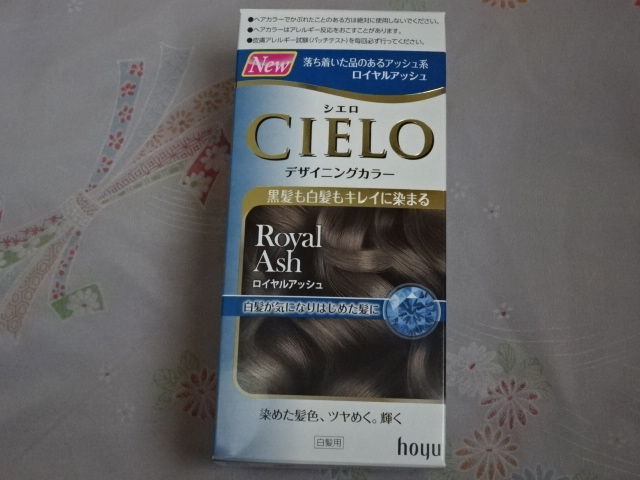 ●ヘアカラーでかぶれたことのある方は絶対に使用しないでください。
●ヘアカラーはアレルギー反応をおこすことがあります。
●皮膚アレルギー試験(パッチテスト)を毎回必ず行ってください。
New
落ち着いた品のあるアッシュ系
ロイヤルアッシュ
シエロ
CIELO
デザイニングカラー
黒髪も白髪もキレイに染まる
Royal
Ash
ロイヤルアッシュ
白髪が気になりはじめた髪に
染めた髪色、ツヤめく。輝く
白髪用
hoyu